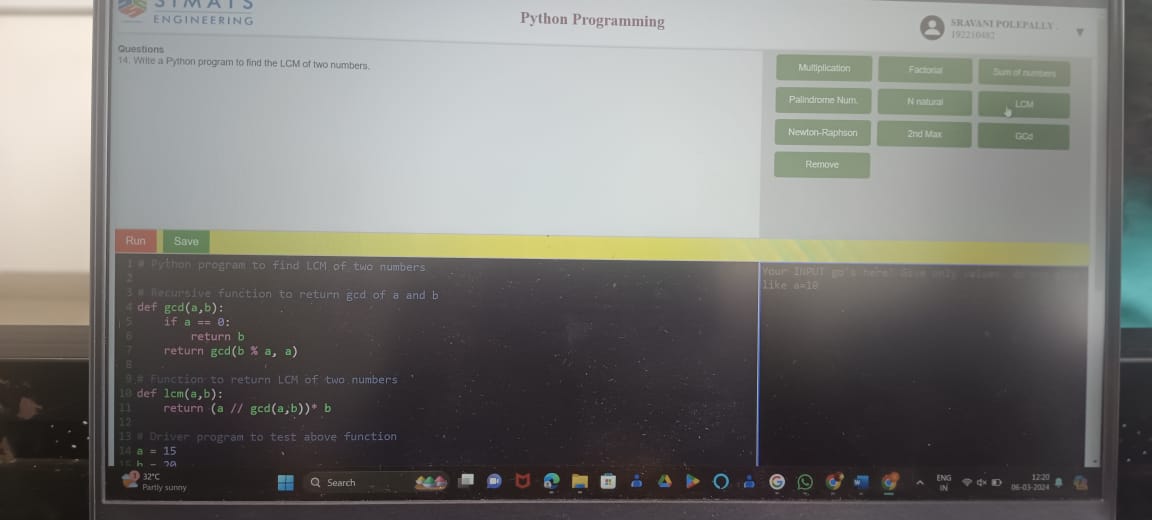 SIMATS
ENGINEERING
Python Programming
SRAVANI POLEPALLY .
192210482
Questions
14. Write a Python program to find the LCM of two numbers.
Multiplication
Factorial
Sum of numbers
Palindrome Num.
N natural
LCM
Newton-Raphson
2nd Max
GCd
Remove
Run
Save
1 # Python program to find LCM of two numbers
2
3 # Recursive function to return gcd of a and b
4 def gcd(a,b):
5 if a == 0:
6 return b
7 return gcd(b % a, a)
8
9 # Function to return LCM of two numbers
10 def lcm(a,b):
11 return (a // gcd(a,b))* b
12
13 # Driver program to test above function
14 a = 15
15 b = 20
Your INPUT go's here! Give only values,
like a=10
32°C
Partly sunny
Search
ENG
IN
12:20
06-03-2024